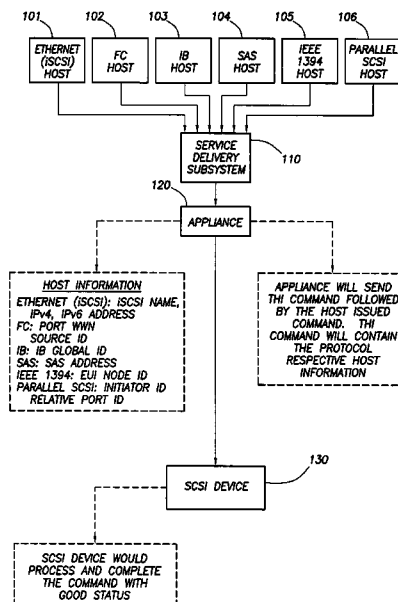 101
102
103
104
105
106
ETHERNET
(iSCSI)
HOST
FC
HOST
IB
HOST
SAS
HOST
IEEE
1394
HOST
PARALLEL
SCSI
HOST
SERVICE
DELIVERY
SUBSYSTEM
110
120
APPLIANCE
HOST INFORMATION
ETHERNET (iSCSI): iSCSI NAME,
IPv4, IPv6 ADDRESS
FC: PORT WWN
SOURCE ID
IB: IB GLOBAL ID
SAS: SAS ADDRESS
IEEE 1394: EUI NODE ID
PARALLEL SCSI: INITIATOR ID
RELATIVE PORT ID
APPLIANCE WILL SEND
THI COMMAND FOLLOWED
BY THE HOST ISSUED
COMMAND. THI
COMMAND WILL CONTAIN
THE PROTOCOL
RESPECTIVE HOST
INFORMATION
130
SCSI DEVICE
SCSI DEVICE WOULD
PROCESS AND COMPLETE
THE COMMAND WITH
GOOD STATUS